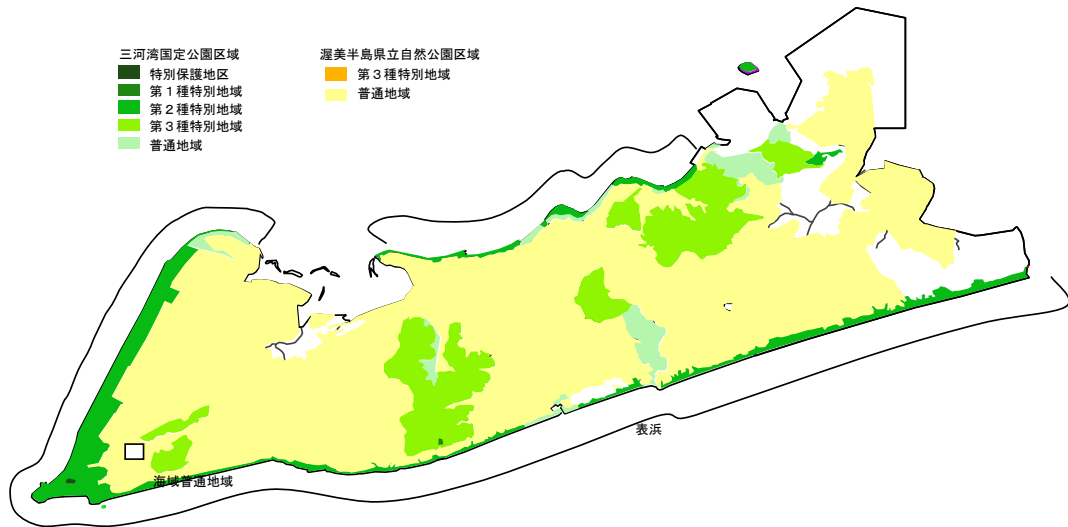 三河湾国定公園区域
特別保護地区
第１種特別地域
第２種特別地域
第３種特別地域
普通地域
渥美半島県立自然公園区域
第３種特別地域
普通地域
表浜
海域普通地域